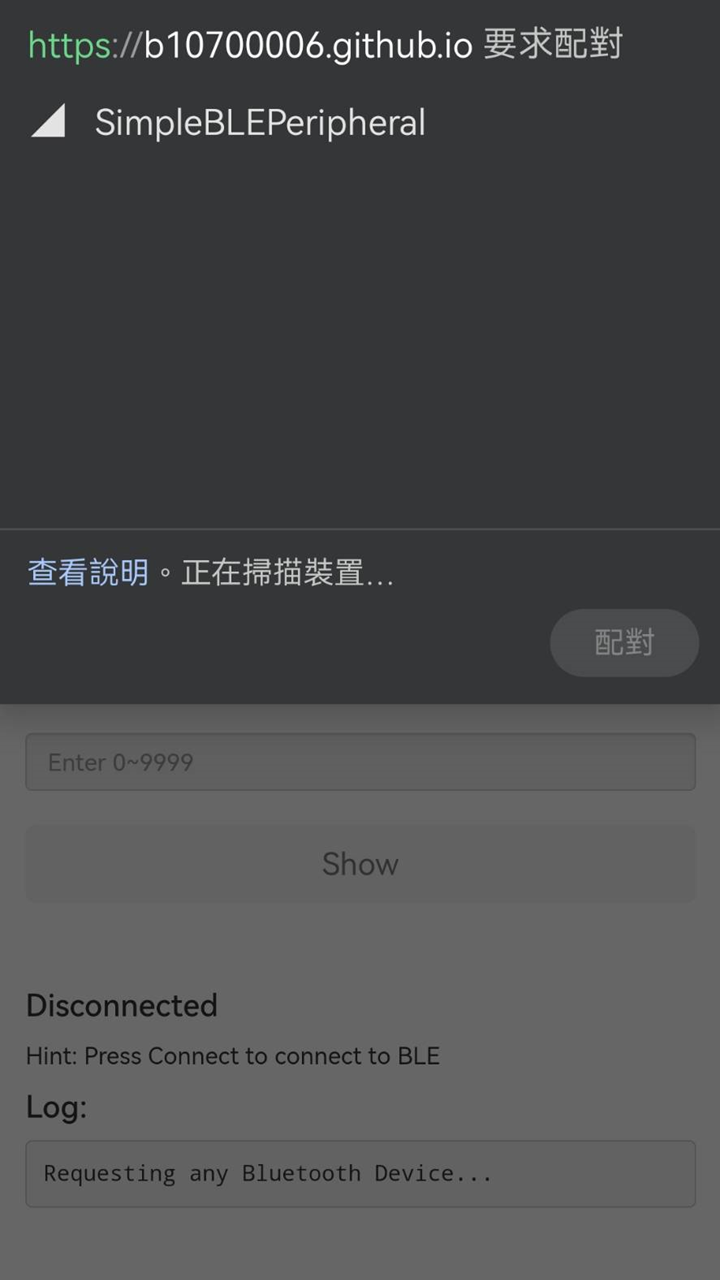 https://b10700006.github.io 要求配對
SimpleBLEPeripheral
查看說明。正在掃描裝置…
配對
Enter 0~9999
Show
Disconnected
Hint: Press Connect to connect to BLE
Log:
Requesting any Bluetooth Device...